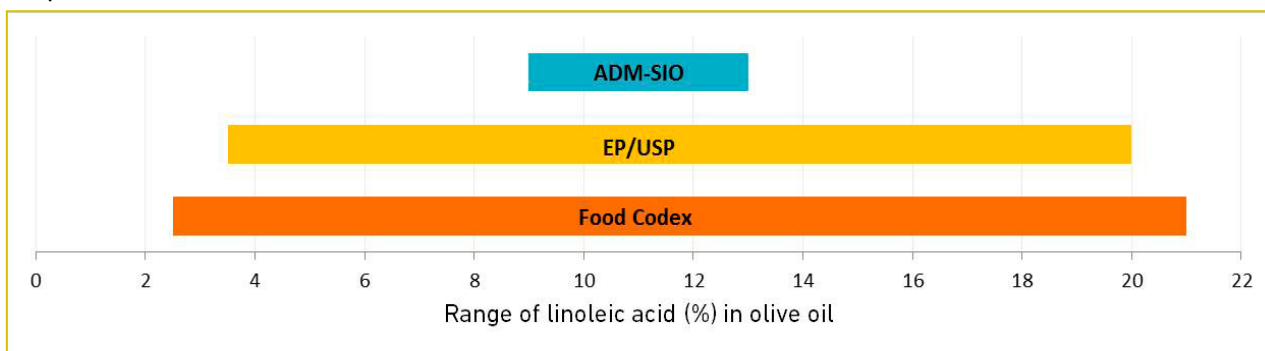 ADM-SIO
EP/USP
Food Codex
0 2 4 6 8 10 12 14 16 18 20 22
Range of linoleic acid (%) in olive oil